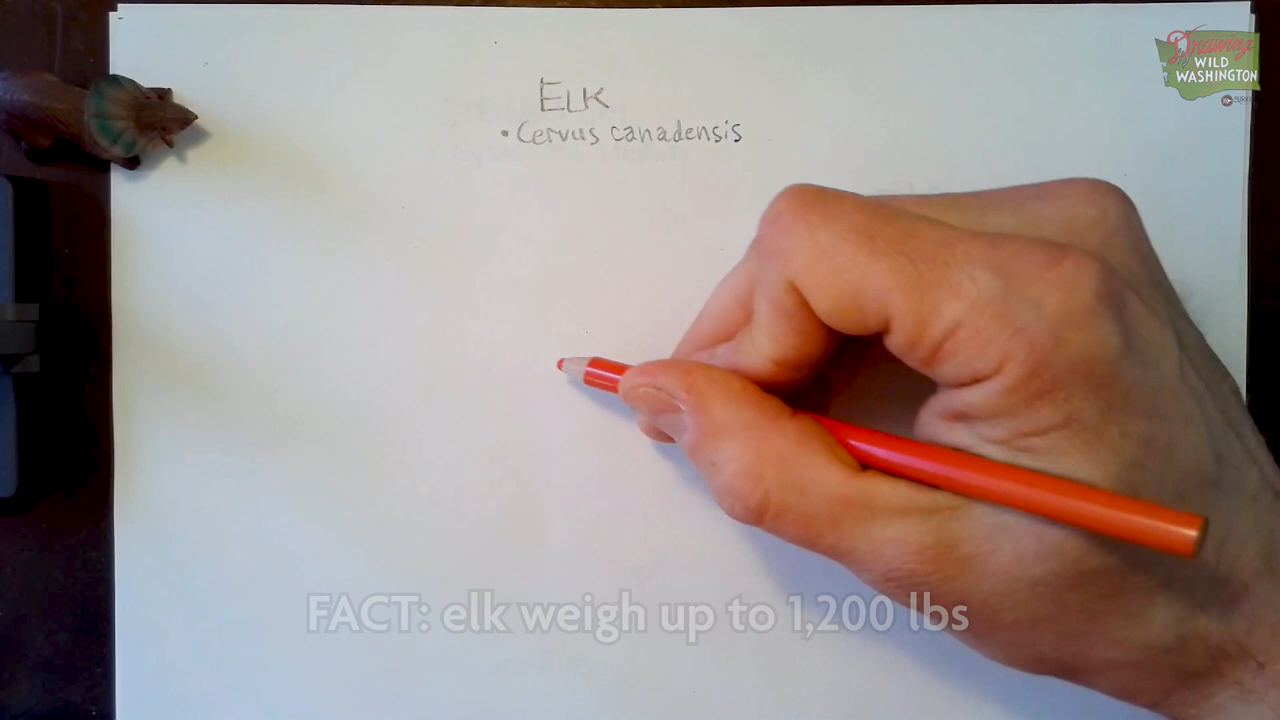 ELK
• Cervus canadensis
Drawing
WILD
WASHINGTON
FACT: elk weigh up to 1,200 lbs